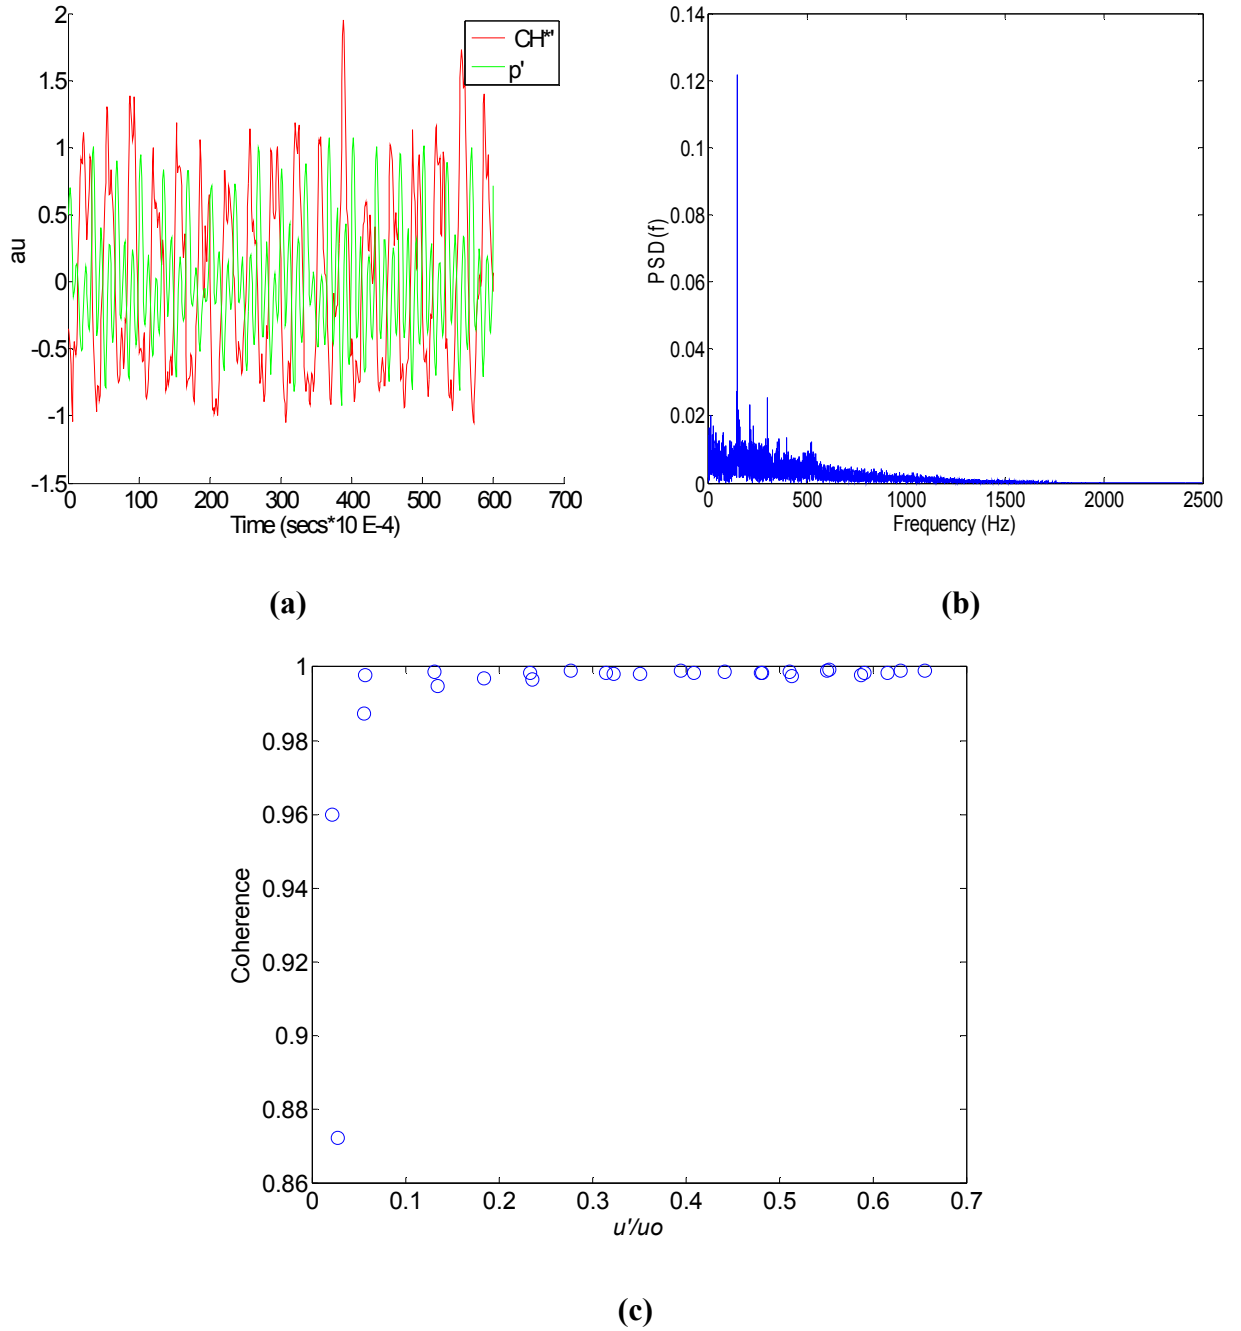 2
1.5
1
0.5
0
-0.5
-1
-1.5
au
CH*'
p'
0 100 200 300 400 500 600 700
Time (secs*10 E-4)
(a)
0.14
0.12
0.1
0.08
0.06
0.04
0.02
0
PSD(f)
0 500 1000 1500 2000 2500
Frequency (Hz)
(b)
1
0.98
0.96
0.94
0.92
0.9
0.88
0.86
Coherence
0 0.1 0.2 0.3 0.4 0.5 0.6 0.7
u'/uo
(c)